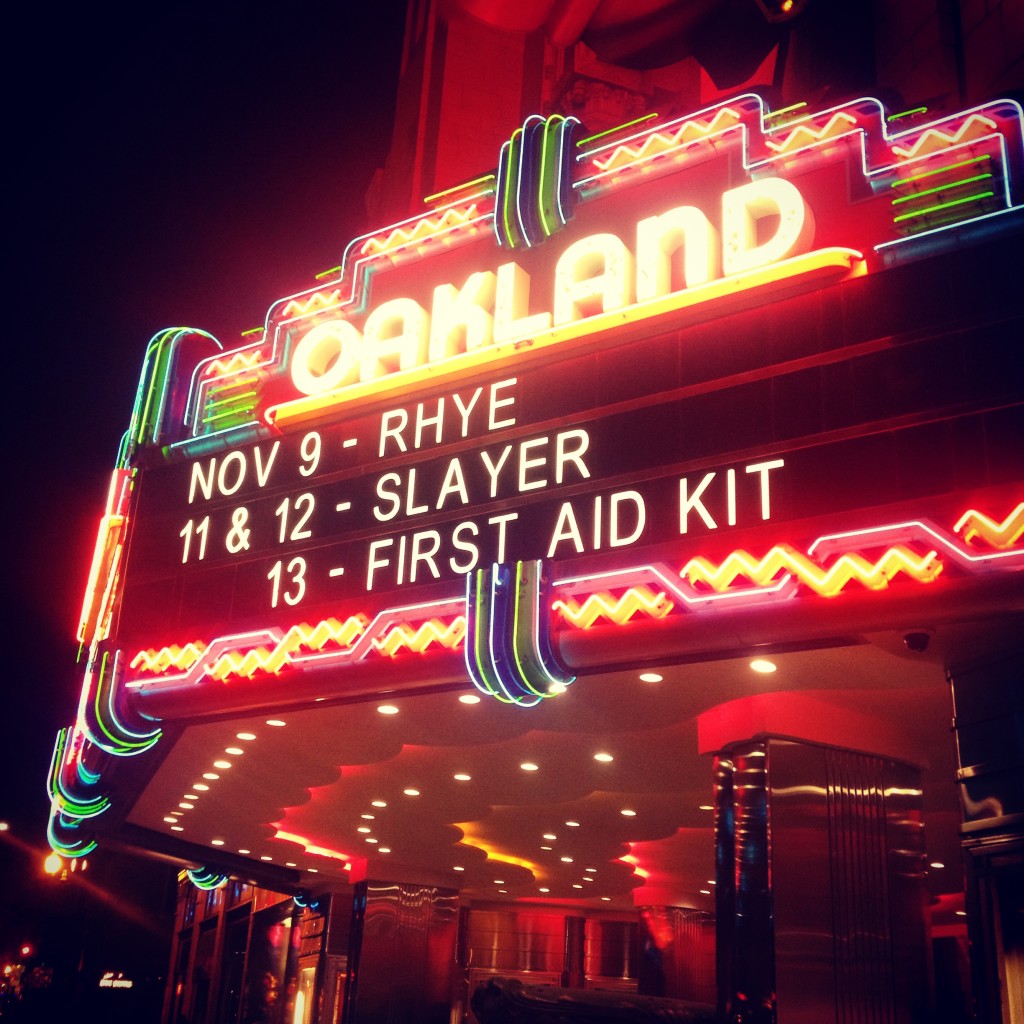 OAKLAND
NOV 9 - RHYE
11 & 12 - SLAYER
13 - FIRST AID KIT